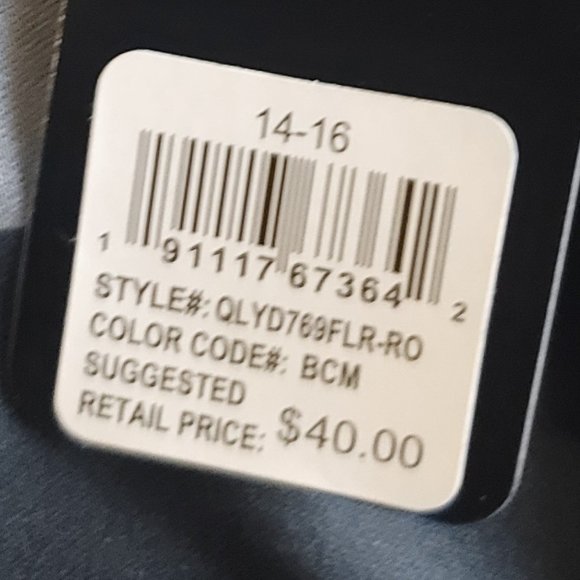 14-16
1 91117 67364 2
STYLE#: QLYD769FLR-RO
COLOR CODE#: BCM
SUGGESTED
RETAIL PRICE: $40.00